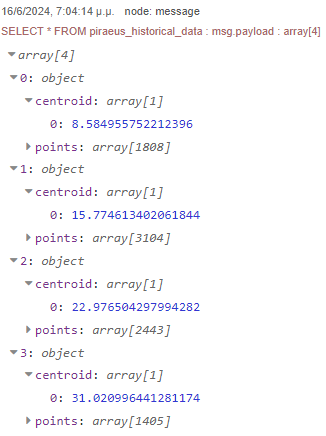 16/6/2024, 7:04:14 μ.μ. node: message
SELECT * FROM piraeus_historical_data : msg.payload : array[4]
array[4]
0: object
centroid: array[1]
0: 8.584955752212396
points: array[1808]
1: object
centroid: array[1]
0: 15.774613402061844
points: array[3104]
2: object
centroid: array[1]
0: 22.976504297994282
points: array[2443]
3: object
centroid: array[1]
0: 31.020996441281174
points: array[1405]